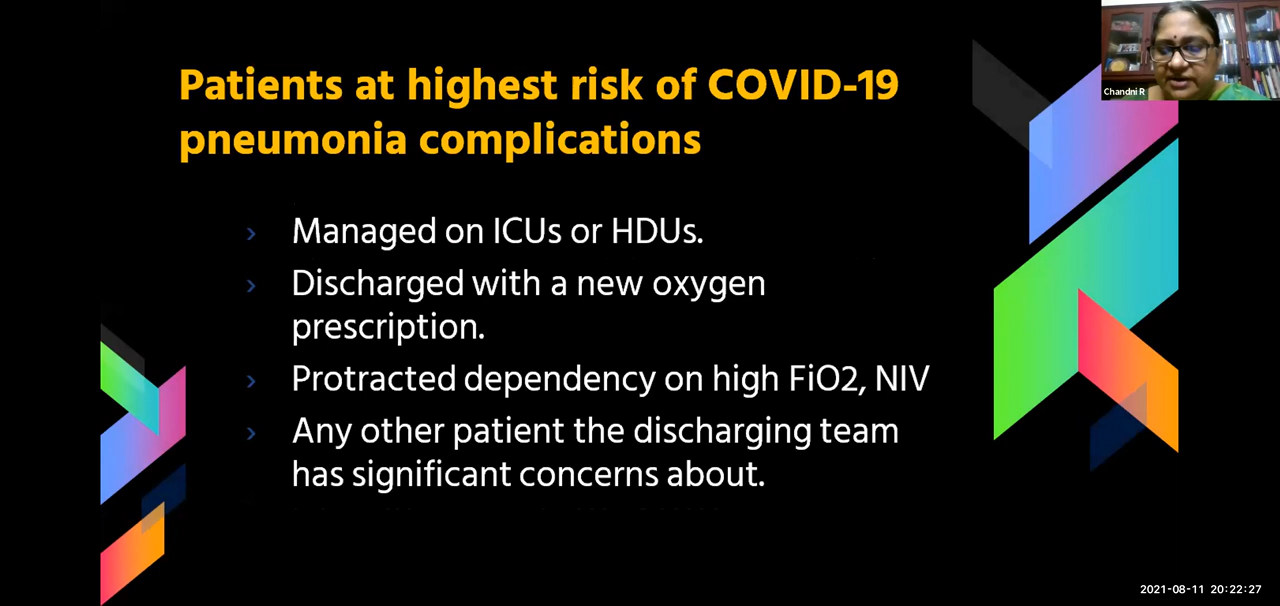 Patients at highest risk of COVID-19
pneumonia complications
Chandni R
› Managed on ICUs or HDUs.
› Discharged with a new oxygen
prescription.
› Protracted dependency on high FiO2, NIV
› Any other patient the discharging team
has significant concerns about.
2021-08-11 20:22:27